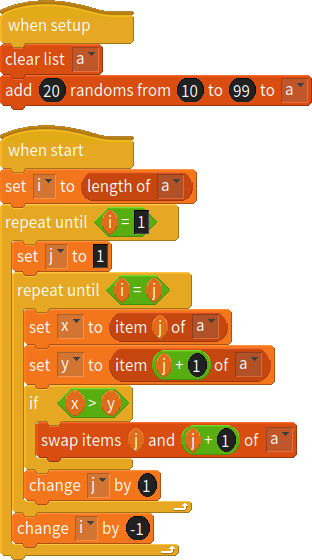 when setup
clear list a
add 20 randoms from 10 to 99 to a
when start
set i to length of a
repeat until i = 1
set j to 1
repeat until i = j
set x to item j of a
set y to item j + 1 of a
if x > y
swap items j and j + 1 of a
change j by 1
change i by -1